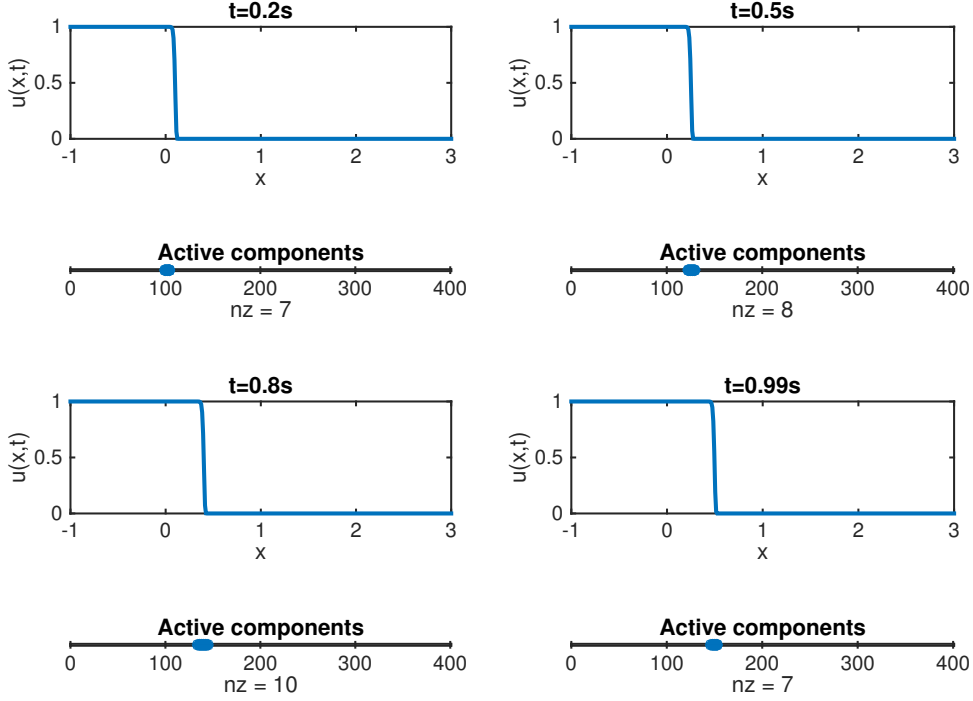 t=0.2s
u(x,t)
1
0.5
0
-1 0 1 2 3
x
Active components
0 100 200 300 400
nz = 7
t=0.5s
u(x,t)
1
0.5
0
-1 0 1 2 3
x
Active components
0 100 200 300 400
nz = 8
t=0.8s
u(x,t)
1
0.5
0
-1 0 1 2 3
x
Active components
0 100 200 300 400
nz = 10
t=0.99s
u(x,t)
1
0.5
0
-1 0 1 2 3
x
Active components
0 100 200 300 400
nz = 7